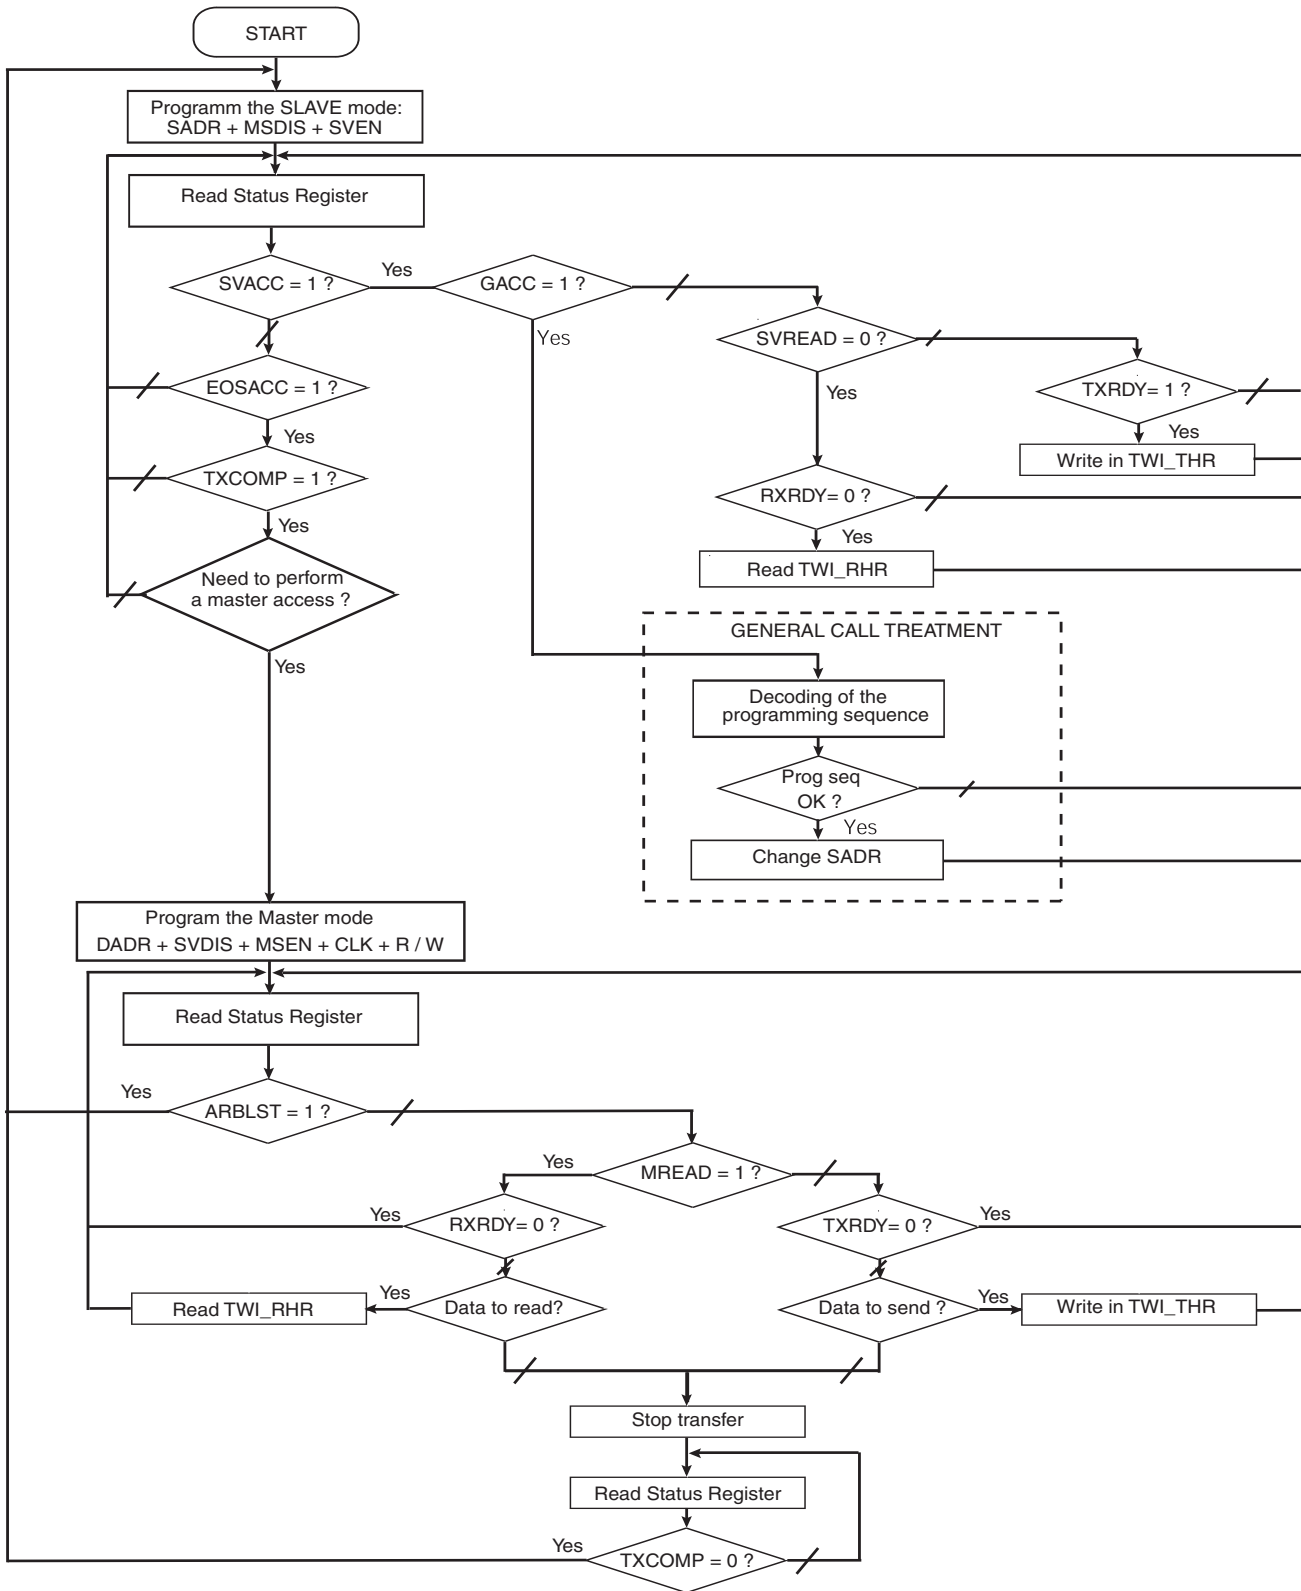 START
Programm the SLAVE mode:
SADR + MSDIS + SVEN
Read Status Register
SVACC = 1 ?
Yes
GACC = 1 ?
Yes
SVREAD = 0 ?
Yes
EOSACC = 1 ?
Yes
TXRDY= 1 ?
Yes
Write in TWI_THR
TXCOMP = 1 ?
Yes
RXRDY= 0 ?
Yes
Read TWI_RHR
Need to perform
a master access ?
Yes
GENERAL CALL TREATMENT
Decoding of the
programming sequence
Prog seq
OK ?
Yes
Change SADR
Program the Master mode
DADR + SVDIS + MSEN + CLK + R / W
Read Status Register
Yes
ARBLST = 1 ?
Yes
MREAD = 1 ?
Yes
RXRDY= 0 ?
TXRDY= 0 ?
Yes
Read TWI_RHR
Yes
Data to read?
Data to send ?
Yes
Write in TWI_THR
Stop transfer
Read Status Register
Yes
TXCOMP = 0 ?